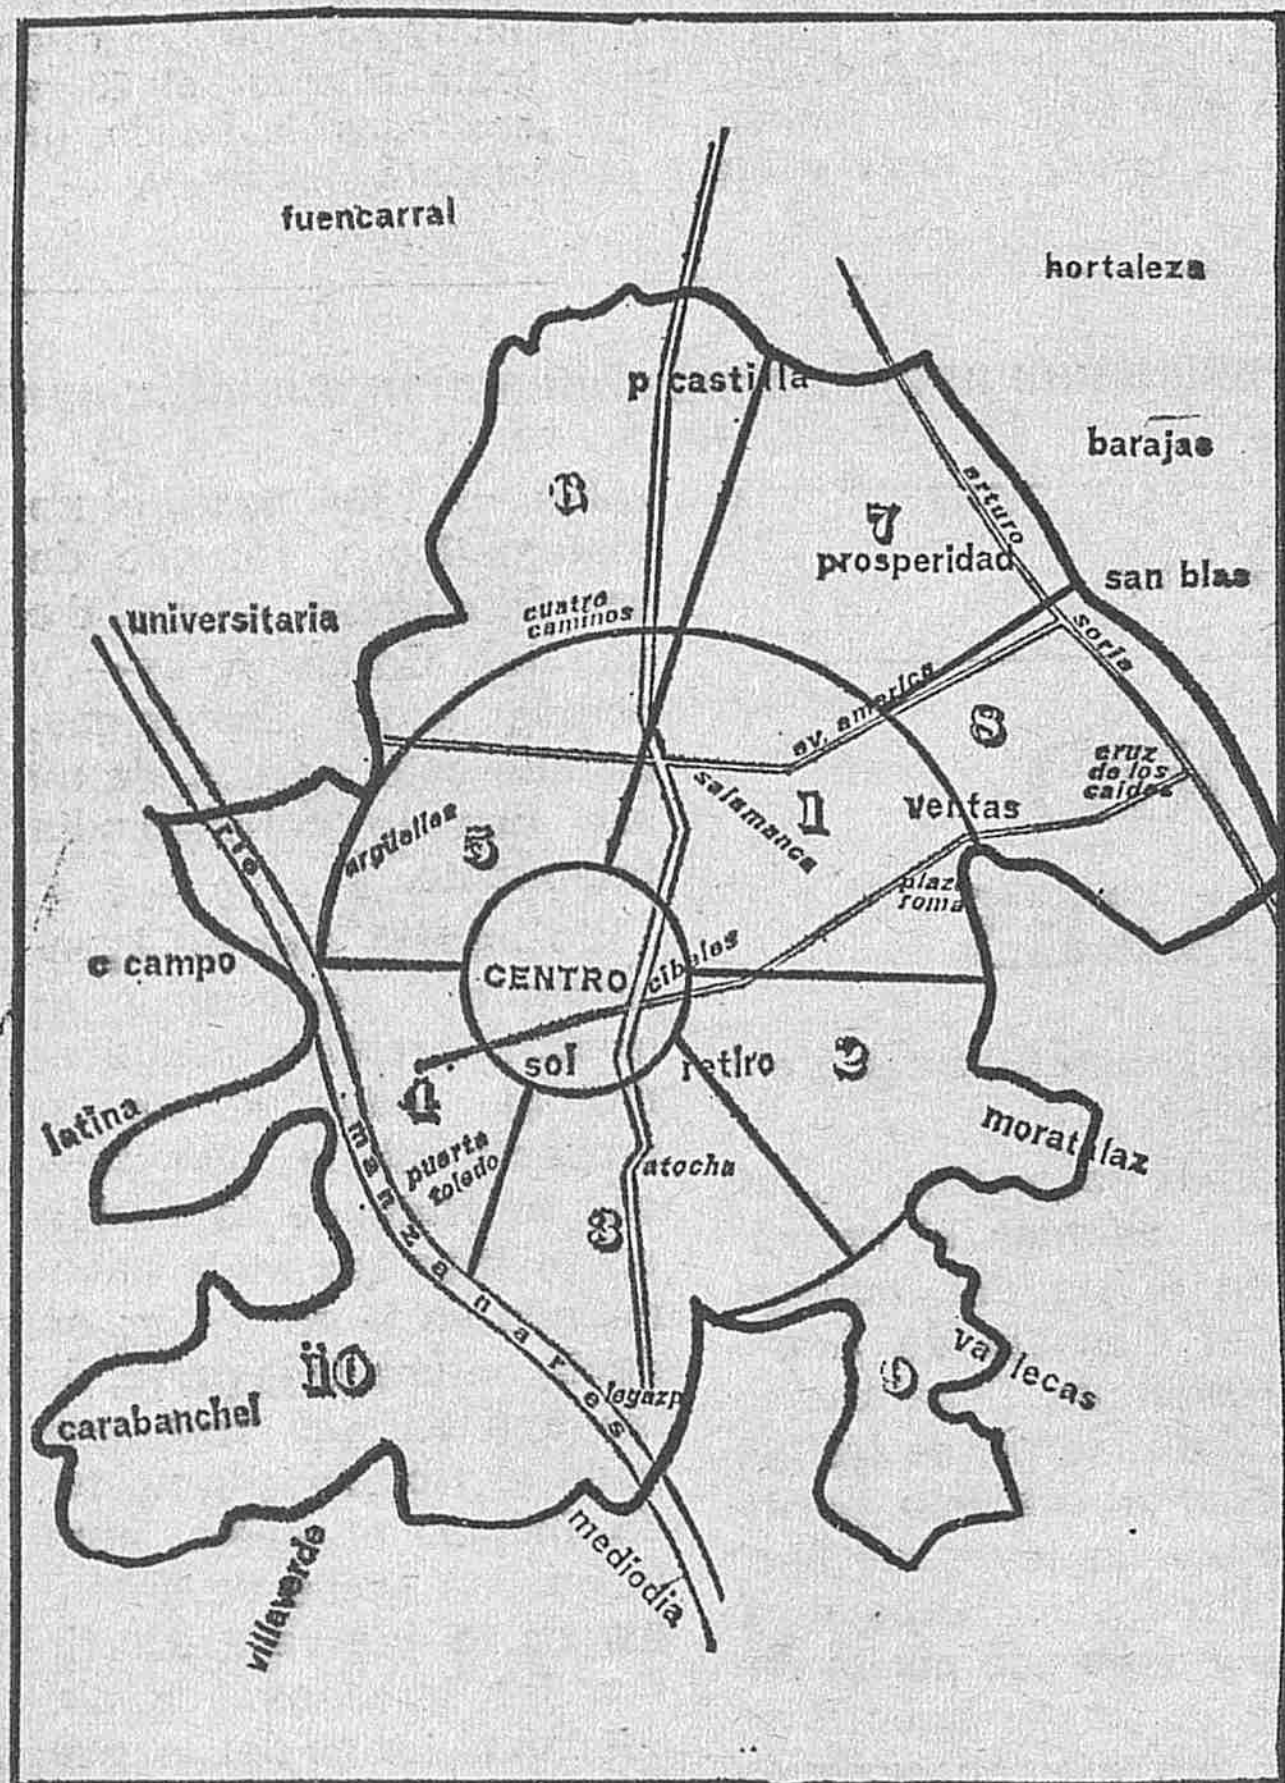 fuencarral
hortaleza
p castilla
barajas
6
7
prosperidad
arturo
soria
san blas
universitaria
cuatro
caminos
av. america
8
cruz
de los
caidos
salamanca
1
ventas
rio
manzanares
argüelles
5
plaza
roma
c campo
CENTRO
cibeles
sol
retiro
2
4
latina
puerta
toledo
atocha
moratalaz
3
10
carabanchel
legazpi
9
vallecas
mediodia
villaverde